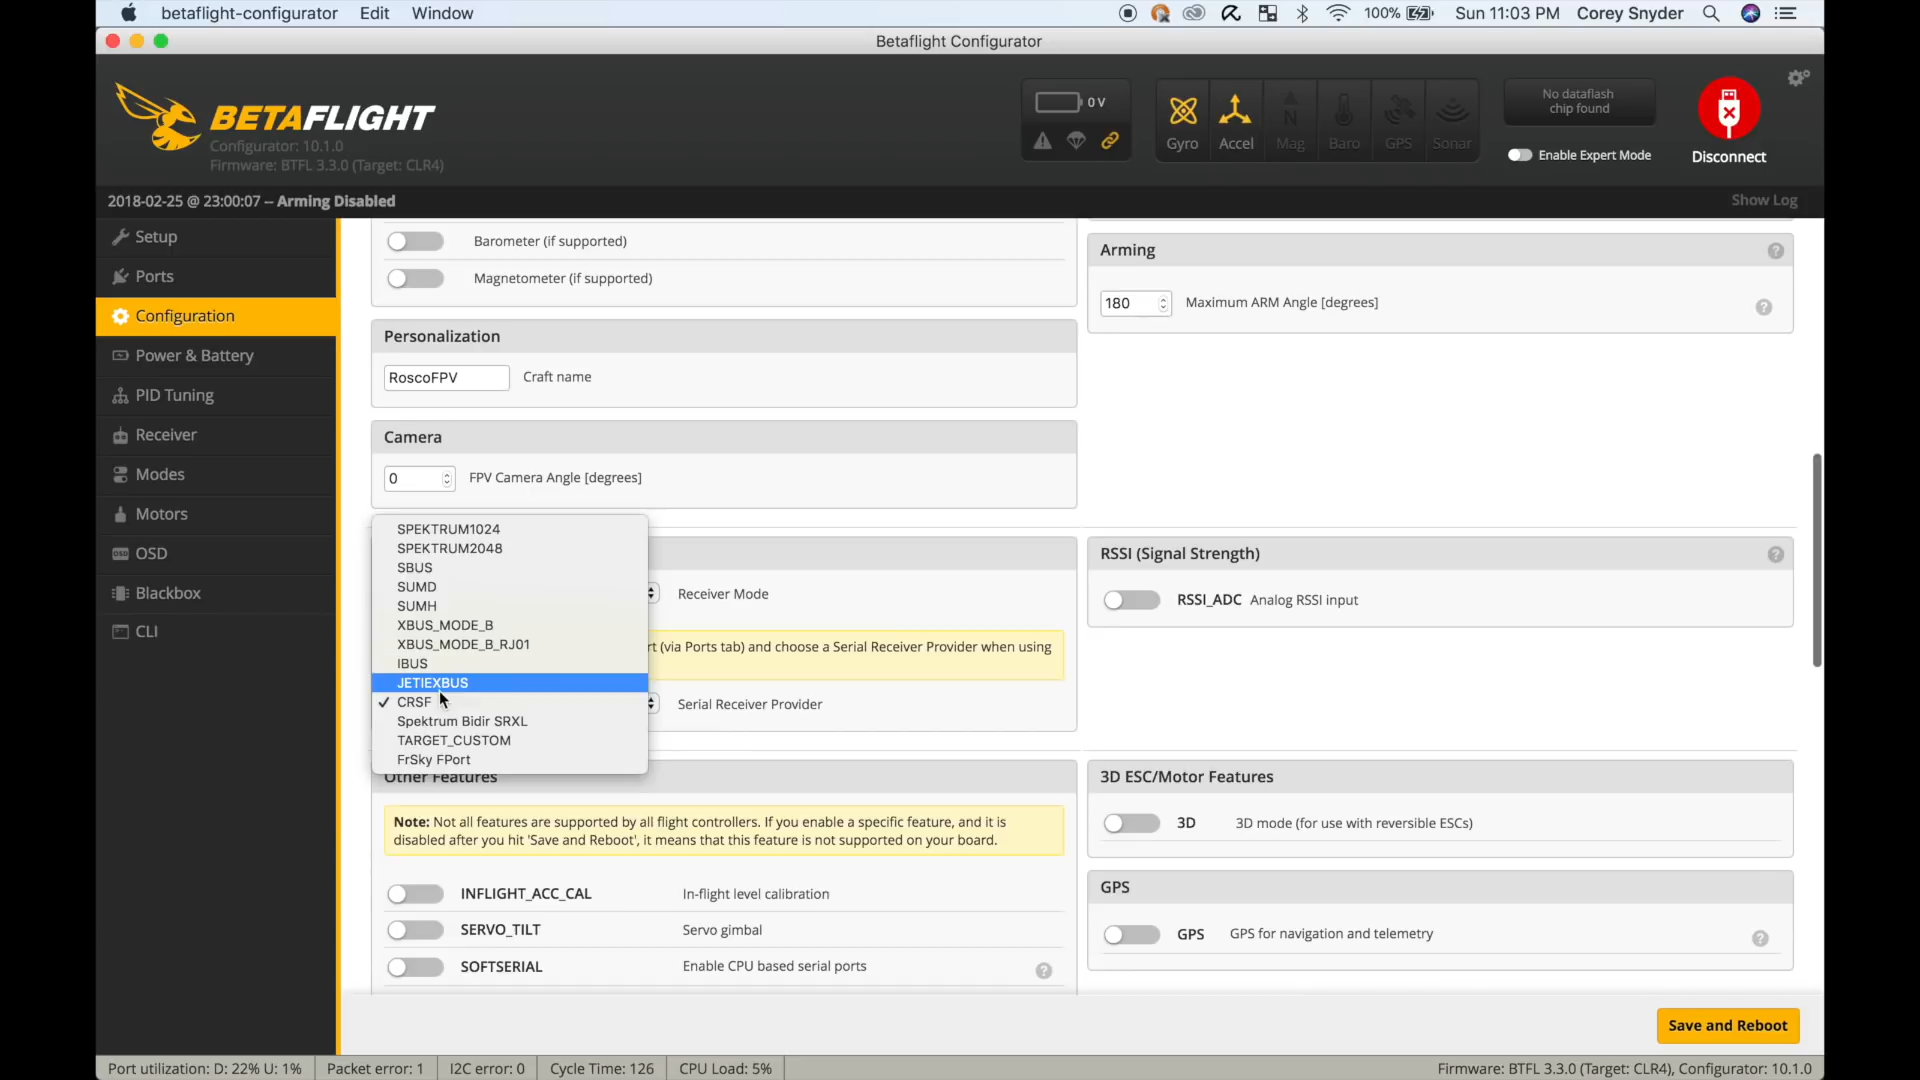 betaflight-configurator Edit Window 100% Sun 11:03 PM Corey Snyder
Betaflight Configurator
BETAFLIGHT
Configurator: 10.1.0
Firmware: BTFL 3.3.0 (Target: CLR4)
0 V
Gyro Accel Mag Baro GPS Sonar
No dataflash
chip found
Enable Expert Mode
Disconnect
2018-02-25 @ 23:00:07 -- Arming Disabled
Show Log
Setup
Ports
Configuration
Power & Battery
PID Tuning
Receiver
Modes
Motors
OSD
Blackbox
CLI
Barometer (if supported)
Magnetometer (if supported)
Personalization
RoscoFPV Craft name
Camera
0 FPV Camera Angle [degrees]
SPEKTRUM1024
SPEKTRUM2048
SBUS
SUMD
SUMH
XBUS_MODE_B
XBUS_MODE_B_RJ01
IBUS
JETIEXBUS
✓ CRSF
Spektrum Bidir SRXL
TARGET_CUSTOM
FrSky FPort
Receiver Mode
rt (via Ports tab) and choose a Serial Receiver Provider when using
Serial Receiver Provider
Other Features
Note: Not all features are supported by all flight controllers. If you enable a specific feature, and it is
disabled after you hit 'Save and Reboot', it means that this feature is not supported on your board.
INFLIGHT_ACC_CAL In-flight level calibration
SERVO_TILT Servo gimbal
SOFTSERIAL Enable CPU based serial ports ?
Arming ?
180 Maximum ARM Angle [degrees] ?
RSSI (Signal Strength) ?
RSSI_ADC Analog RSSI input
3D ESC/Motor Features
3D 3D mode (for use with reversible ESCs)
GPS
GPS GPS for navigation and telemetry ?
Save and Reboot
Port utilization: D: 22% U: 1% Packet error: 1 I2C error: 0 Cycle Time: 126 CPU Load: 5% Firmware: BTFL 3.3.0 (Target: CLR4), Configurator: 10.1.0